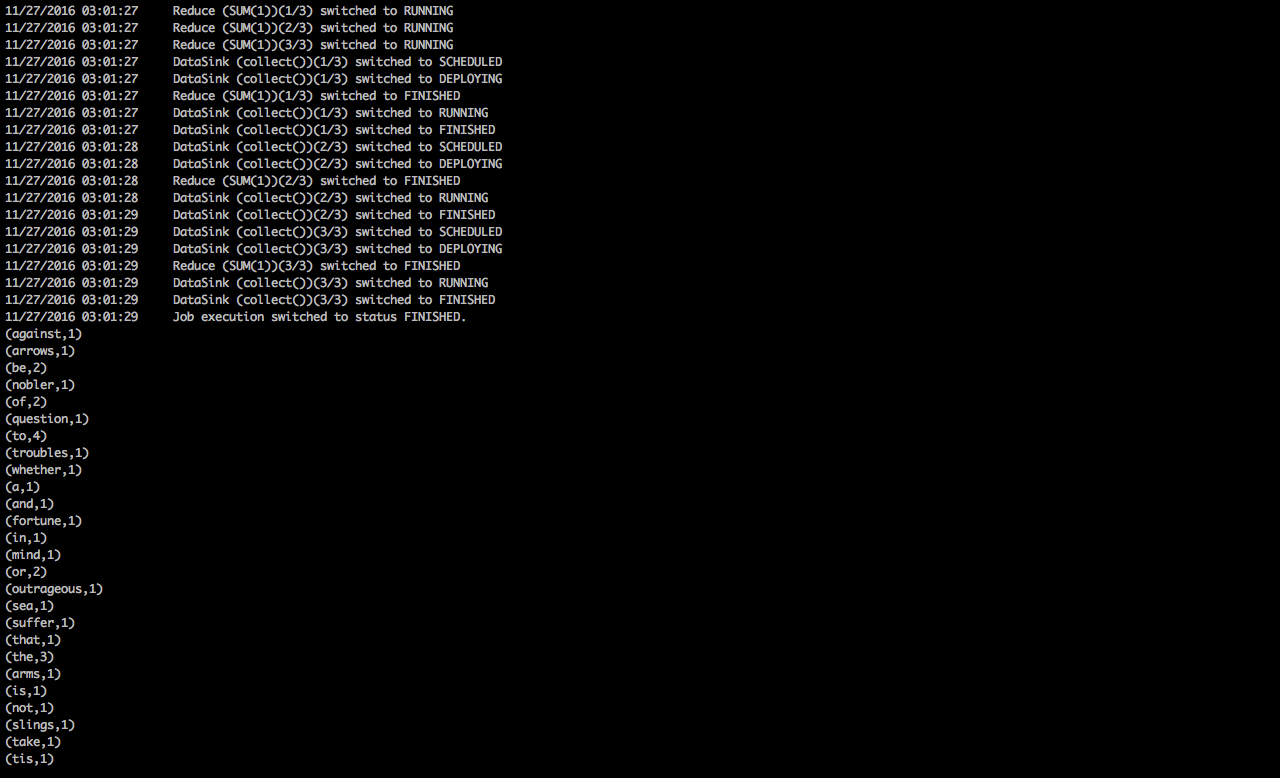 11/27/2016 03:01:27     Reduce (SUM(1))(1/3) switched to RUNNING
11/27/2016 03:01:27     Reduce (SUM(1))(2/3) switched to RUNNING
11/27/2016 03:01:27     Reduce (SUM(1))(3/3) switched to RUNNING
11/27/2016 03:01:27     DataSink (collect())(1/3) switched to SCHEDULED
11/27/2016 03:01:27     DataSink (collect())(1/3) switched to DEPLOYING
11/27/2016 03:01:27     Reduce (SUM(1))(1/3) switched to FINISHED
11/27/2016 03:01:27     DataSink (collect())(1/3) switched to RUNNING
11/27/2016 03:01:27     DataSink (collect())(1/3) switched to FINISHED
11/27/2016 03:01:28     DataSink (collect())(2/3) switched to SCHEDULED
11/27/2016 03:01:28     DataSink (collect())(2/3) switched to DEPLOYING
11/27/2016 03:01:28     Reduce (SUM(1))(2/3) switched to FINISHED
11/27/2016 03:01:28     DataSink (collect())(2/3) switched to RUNNING
11/27/2016 03:01:29     DataSink (collect())(2/3) switched to FINISHED
11/27/2016 03:01:29     DataSink (collect())(3/3) switched to SCHEDULED
11/27/2016 03:01:29     DataSink (collect())(3/3) switched to DEPLOYING
11/27/2016 03:01:29     Reduce (SUM(1))(3/3) switched to FINISHED
11/27/2016 03:01:29     DataSink (collect())(3/3) switched to RUNNING
11/27/2016 03:01:29     DataSink (collect())(3/3) switched to FINISHED
11/27/2016 03:01:29     Job execution switched to status FINISHED.
(against,1)
(arrows,1)
(be,2)
(nobler,1)
(of,2)
(question,1)
(to,4)
(troubles,1)
(whether,1)
(a,1)
(and,1)
(fortune,1)
(in,1)
(mind,1)
(or,2)
(outrageous,1)
(sea,1)
(suffer,1)
(that,1)
(the,3)
(arms,1)
(is,1)
(not,1)
(slings,1)
(take,1)
(tis,1)